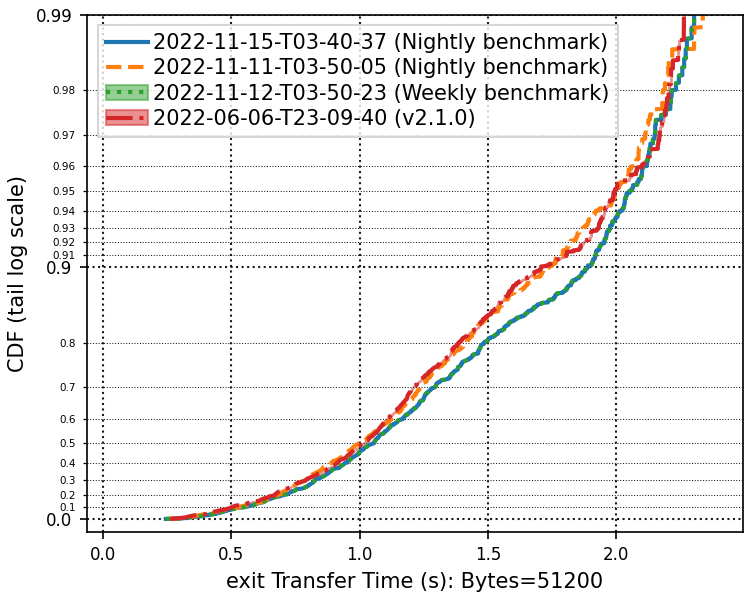 0.99
2022-11-15-T03-40-37 (Nightly benchmark)
2022-11-11-T03-50-05 (Nightly benchmark)
2022-11-12-T03-50-23 (Weekly benchmark)
2022-06-06-T23-09-40 (v2.1.0)
0.98
0.97
0.96
0.95
0.94
0.93
0.92
0.91
0.9
0.8
0.7
0.6
0.5
0.4
0.3
0.2
0.1
0.0
CDF (tail log scale)
0.0 0.5 1.0 1.5 2.0
exit Transfer Time (s): Bytes=51200